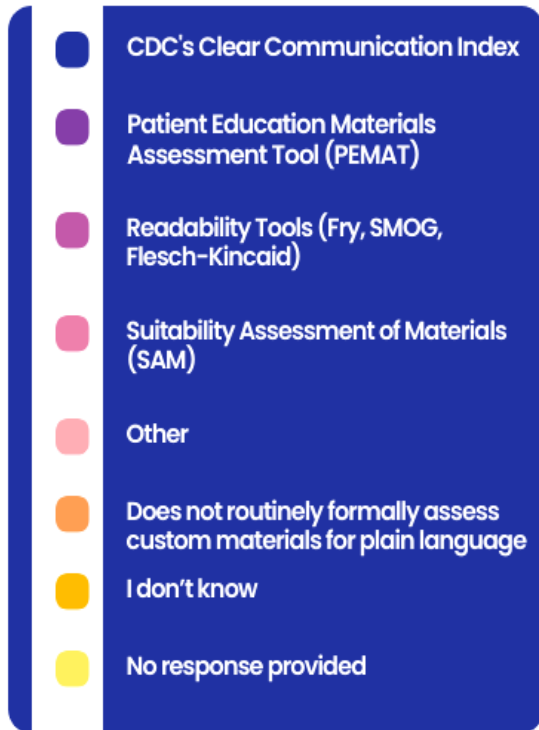 CDC's Clear Communication Index
Patient Education Materials
Assessment Tool (PEMAT)
Readability Tools (Fry, SMOG,
Flesch-Kincaid)
Suitability Assessment of Materials
(SAM)
Other
Does not routinely formally assess
custom materials for plain language
I don’t know
No response provided